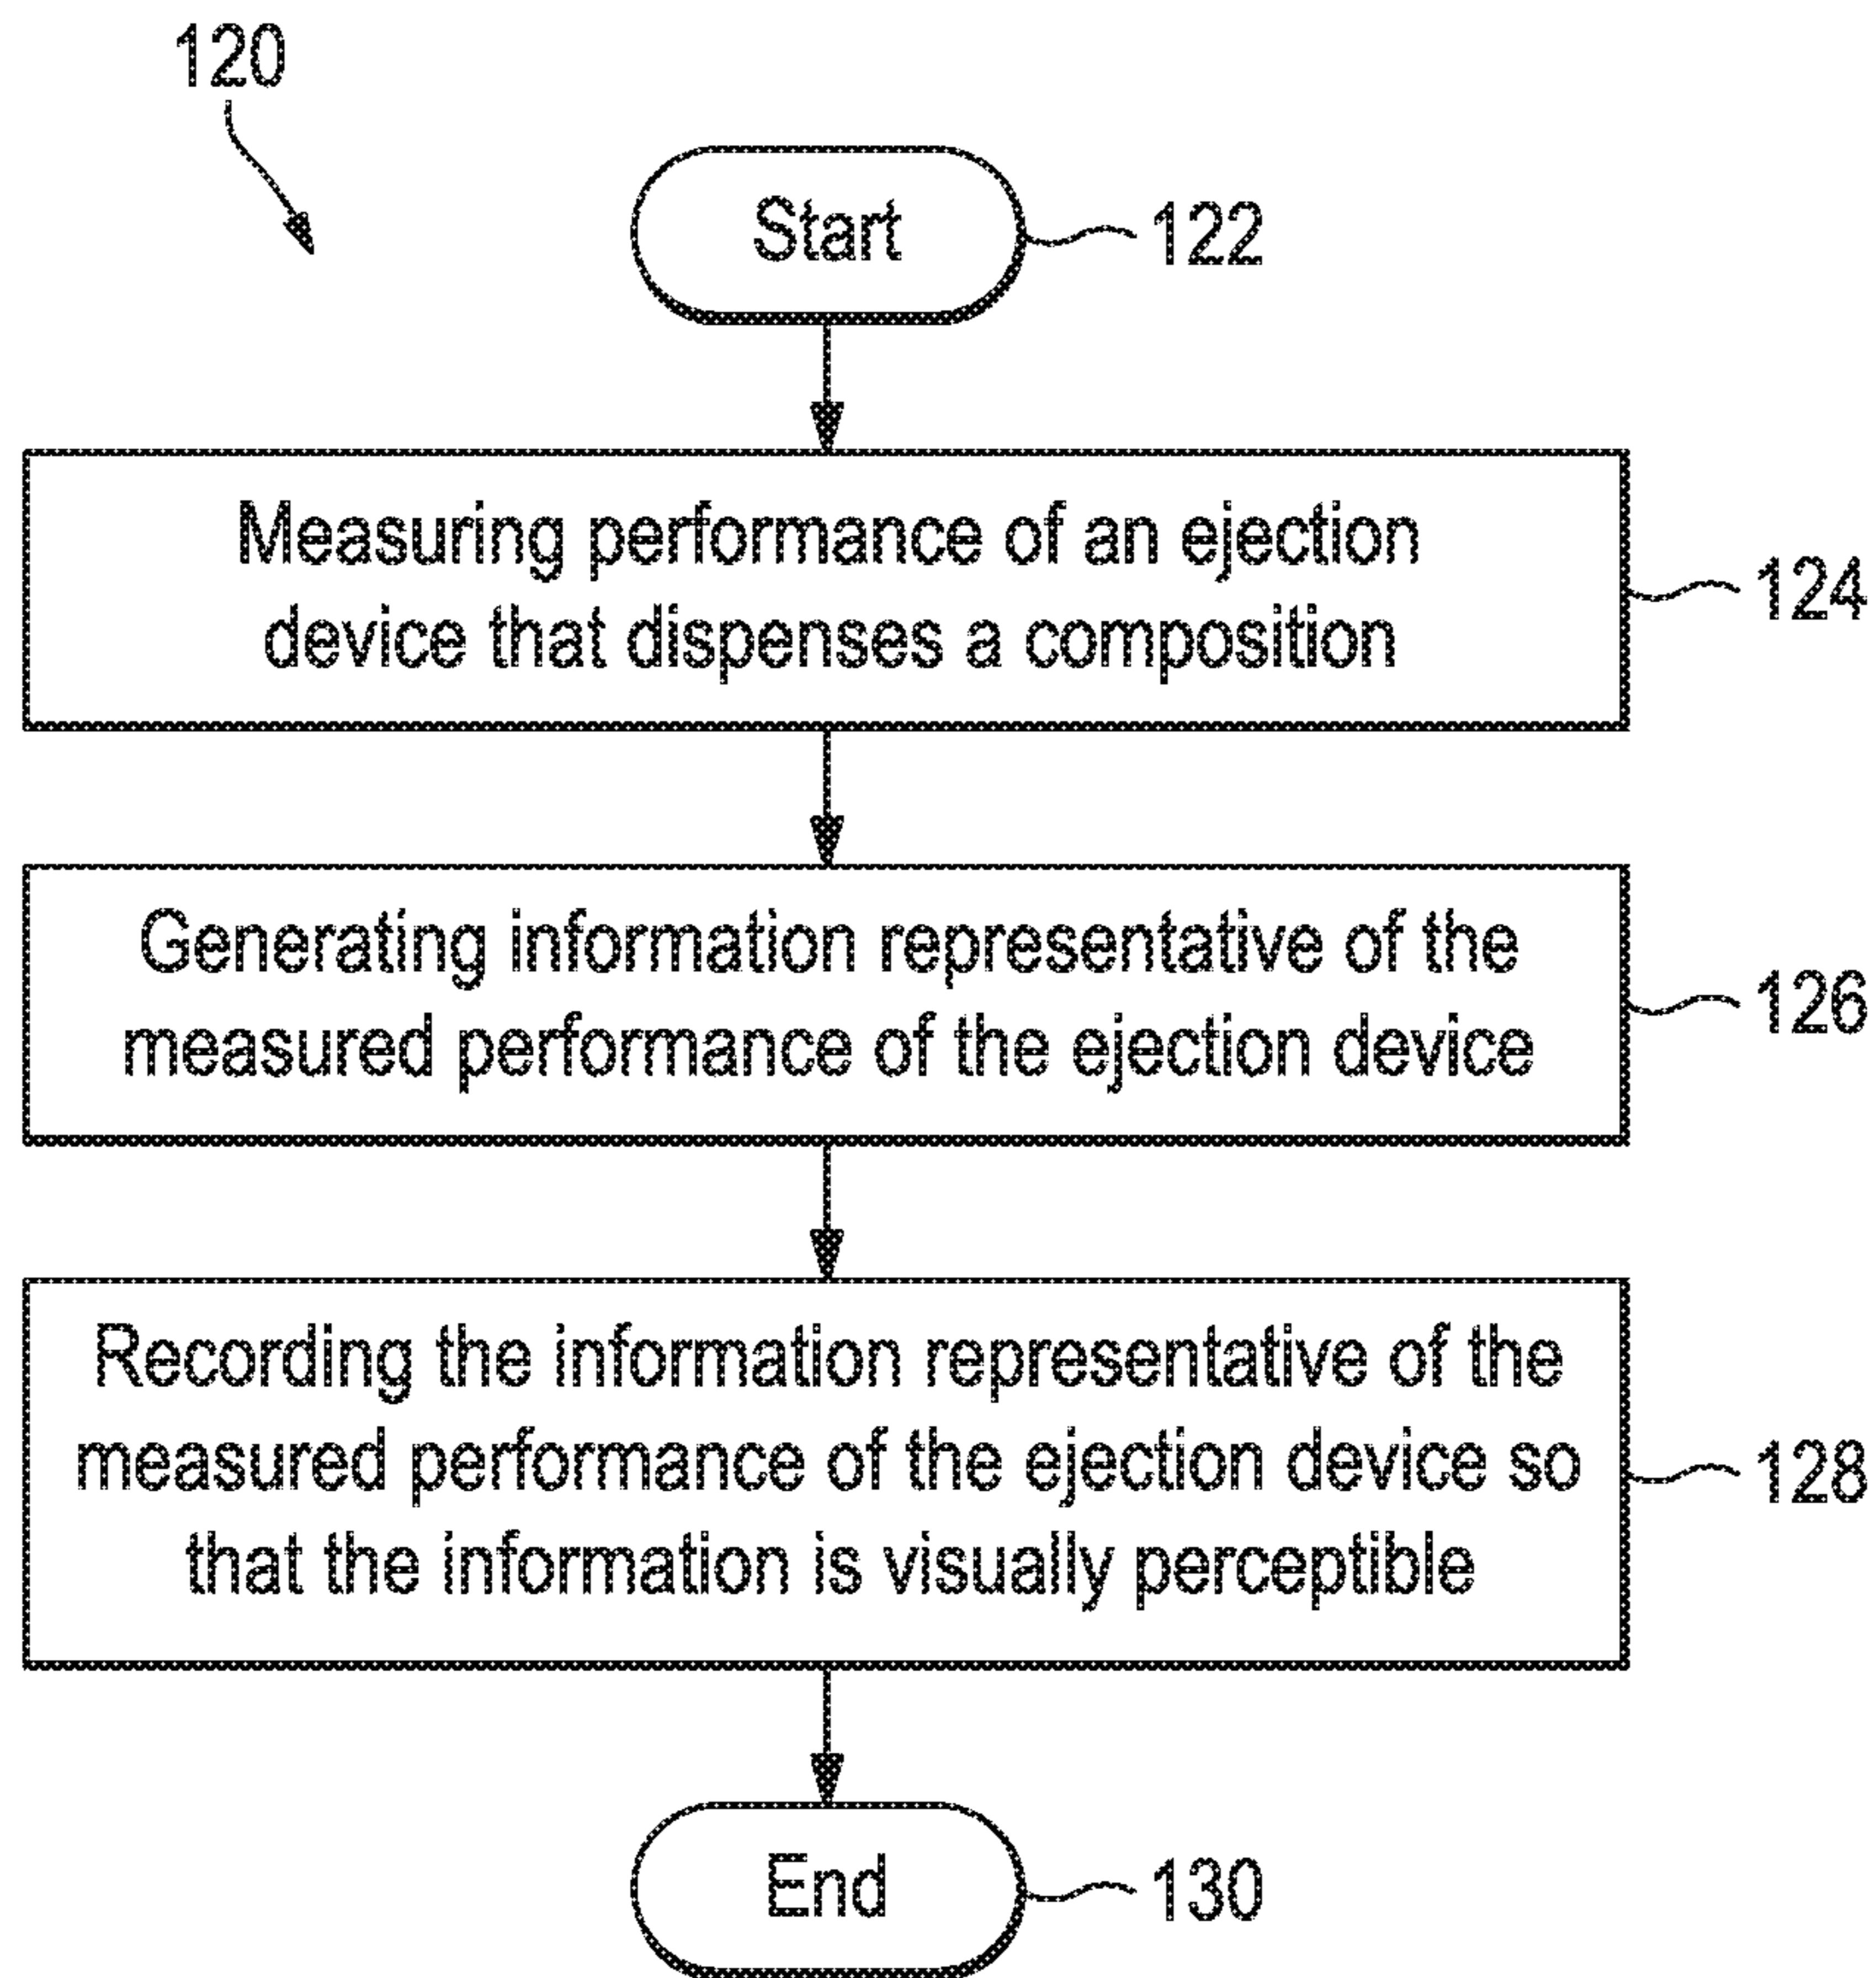 120
Start
122
Measuring performance of an ejection
device that dispenses a composition
124
Generating information representative of the
measured performance of the ejection device
126
Recording the information representative of the
measured performance of the ejection device so
that the information is visually perceptible
128
End
130